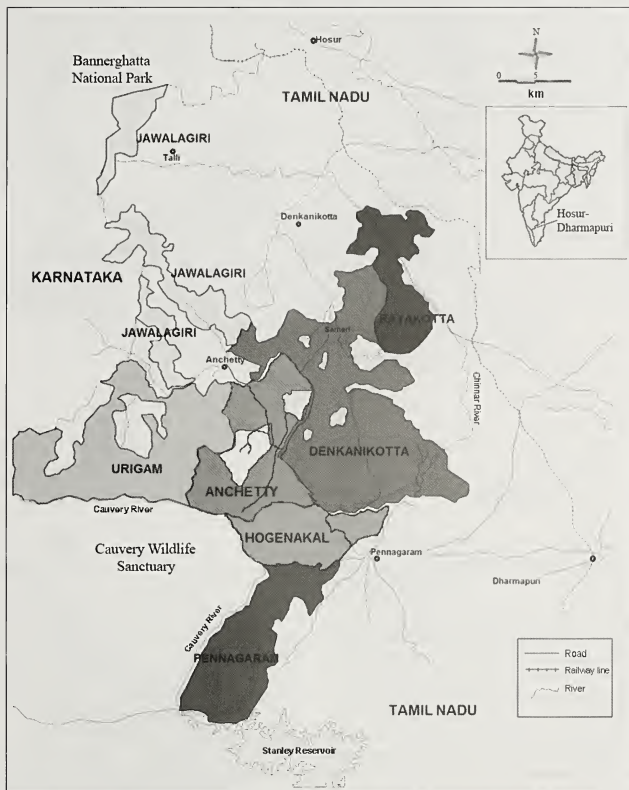 Hosur
N
0 5
km
Bannerghatta
National Park
TAMIL NADU
JAWALAGIRI
Talli
Hosur-
Dharmapuri
Denkanikotta
KARNATAKA
JAWALAGIRI
JAWALAGIRI
RAYAKOTTA
Anchetty
Chinnar River
URIGAM
DENKANIKOTTA
ANCHETTY
Cauvery River
HOGENAKAL
Cauvery Wildlife
Sanctuary
Pennagaram
Dharmapuri
Cauvery River
PENNAGARAM
Road
Railway line
River
TAMIL NADU
Stanley Reservoir